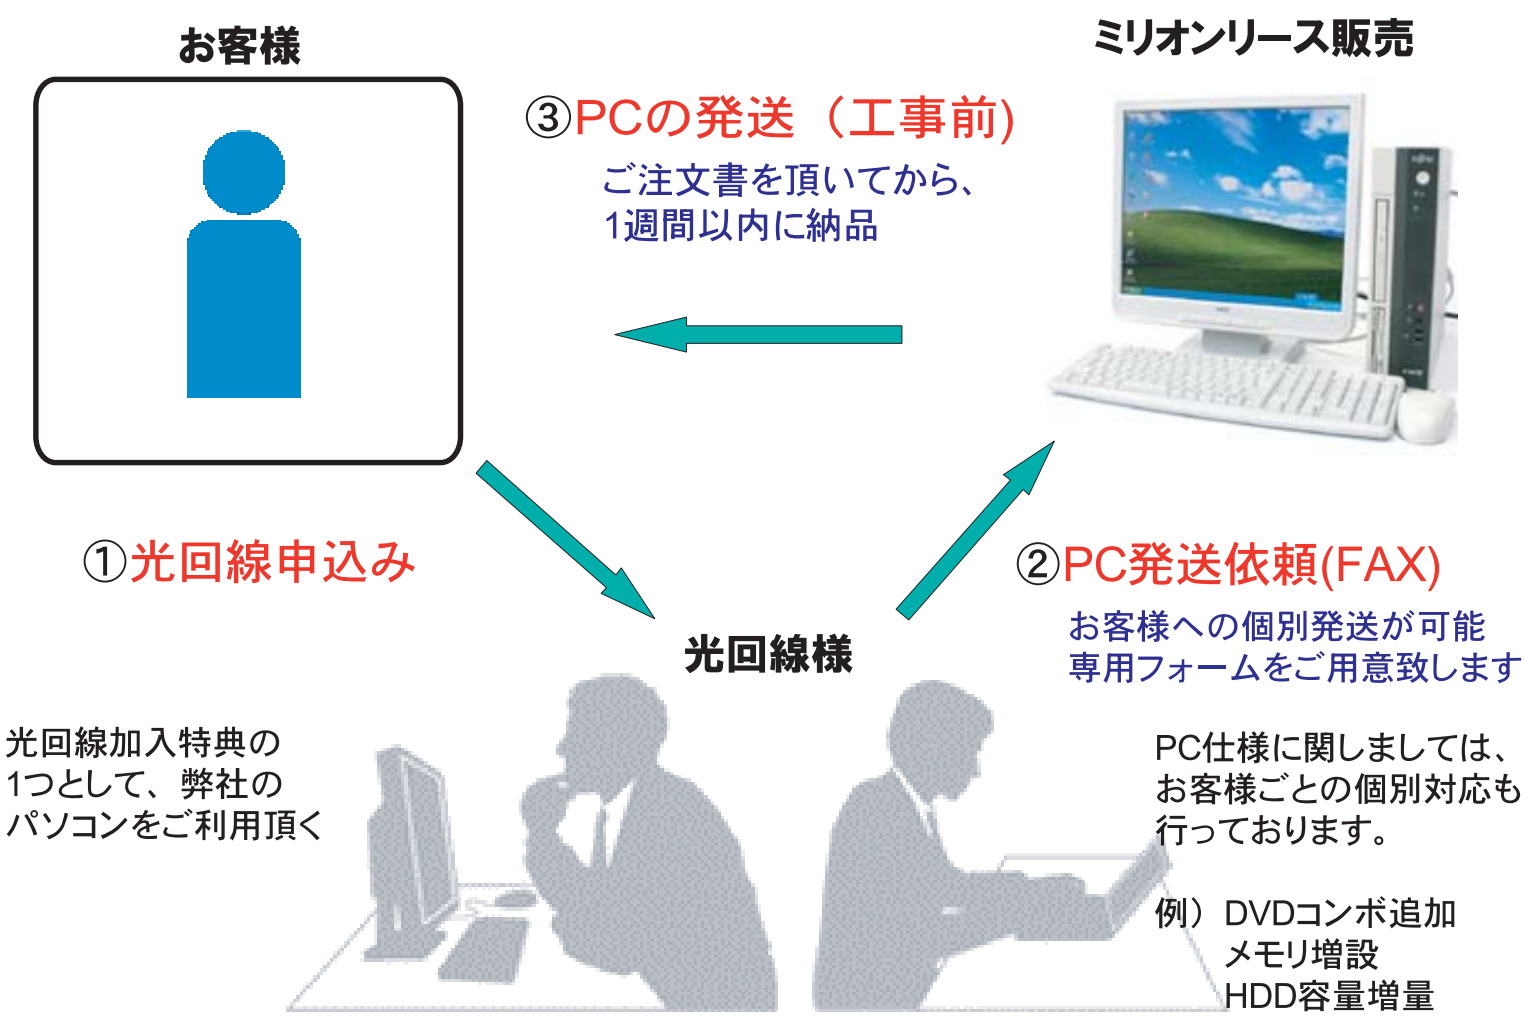 お客様
ミリオンリース販売
③PCの発送（工事前)
ご注文書を頂いてから、
1週間以内に納品
①光回線申込み
②PC発送依頼(FAX)
お客様への個別発送が可能
専用フォームをご用意致します
光回線様
光回線加入特典の
1つとして、弊社の
パソコンをご利用頂く
PC仕様に関しましては、
お客様ごとの個別対応も
行っております。
例）DVDコンボ追加
メモリ増設
HDD容量増量